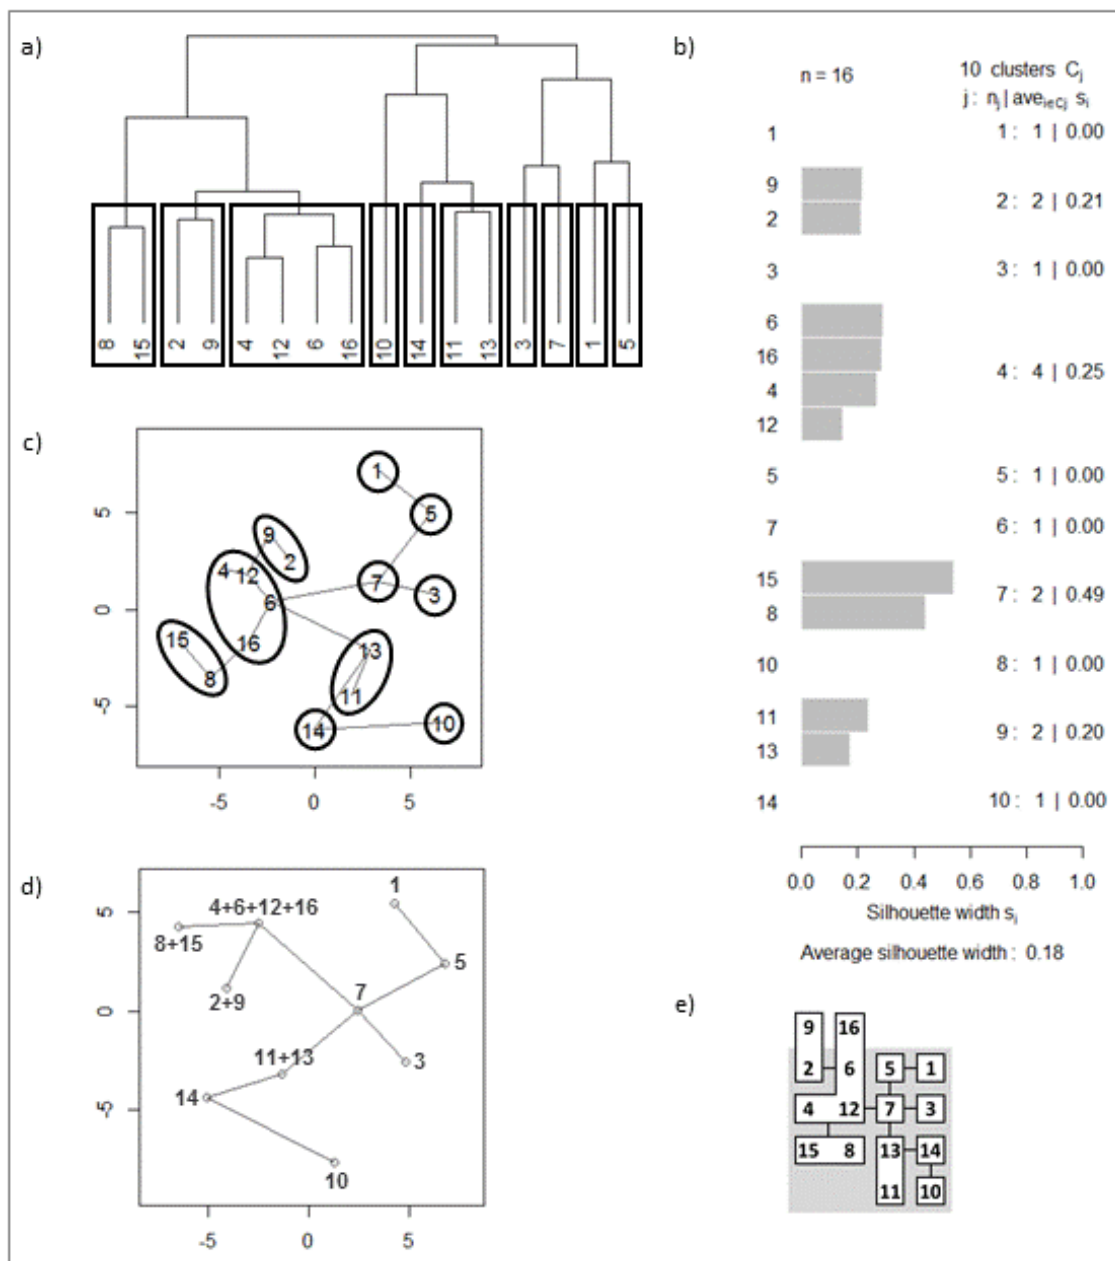 a)
8 15 2 9 4 12 6 16 10 14 11 13 3 7 1 5
b)
n = 16
10 clusters Cj
j : nj | aveiεCj si
1
1 : 1 | 0.00
9
2
2 : 2 | 0.21
3
3 : 1 | 0.00
6
16
4
12
4 : 4 | 0.25
5
5 : 1 | 0.00
7
6 : 1 | 0.00
15
8
7 : 2 | 0.49
10
8 : 1 | 0.00
11
13
9 : 2 | 0.20
14
10 : 1 | 0.00
0.0 0.2 0.4 0.6 0.8 1.0
Silhouette width si
Average silhouette width : 0.18
c)
5
0
-5
1
5
9
2
4
12
7
3
6
15
16
13
8
11
14
10
-5 0 5
d)
5
0
-5
1
4+6+12+16
8+15
5
2+9
7
11+13
3
14
10
-5 0 5
e)
9 16
2 6 5 1
4 12 7 3
15 8 13 14
11 10